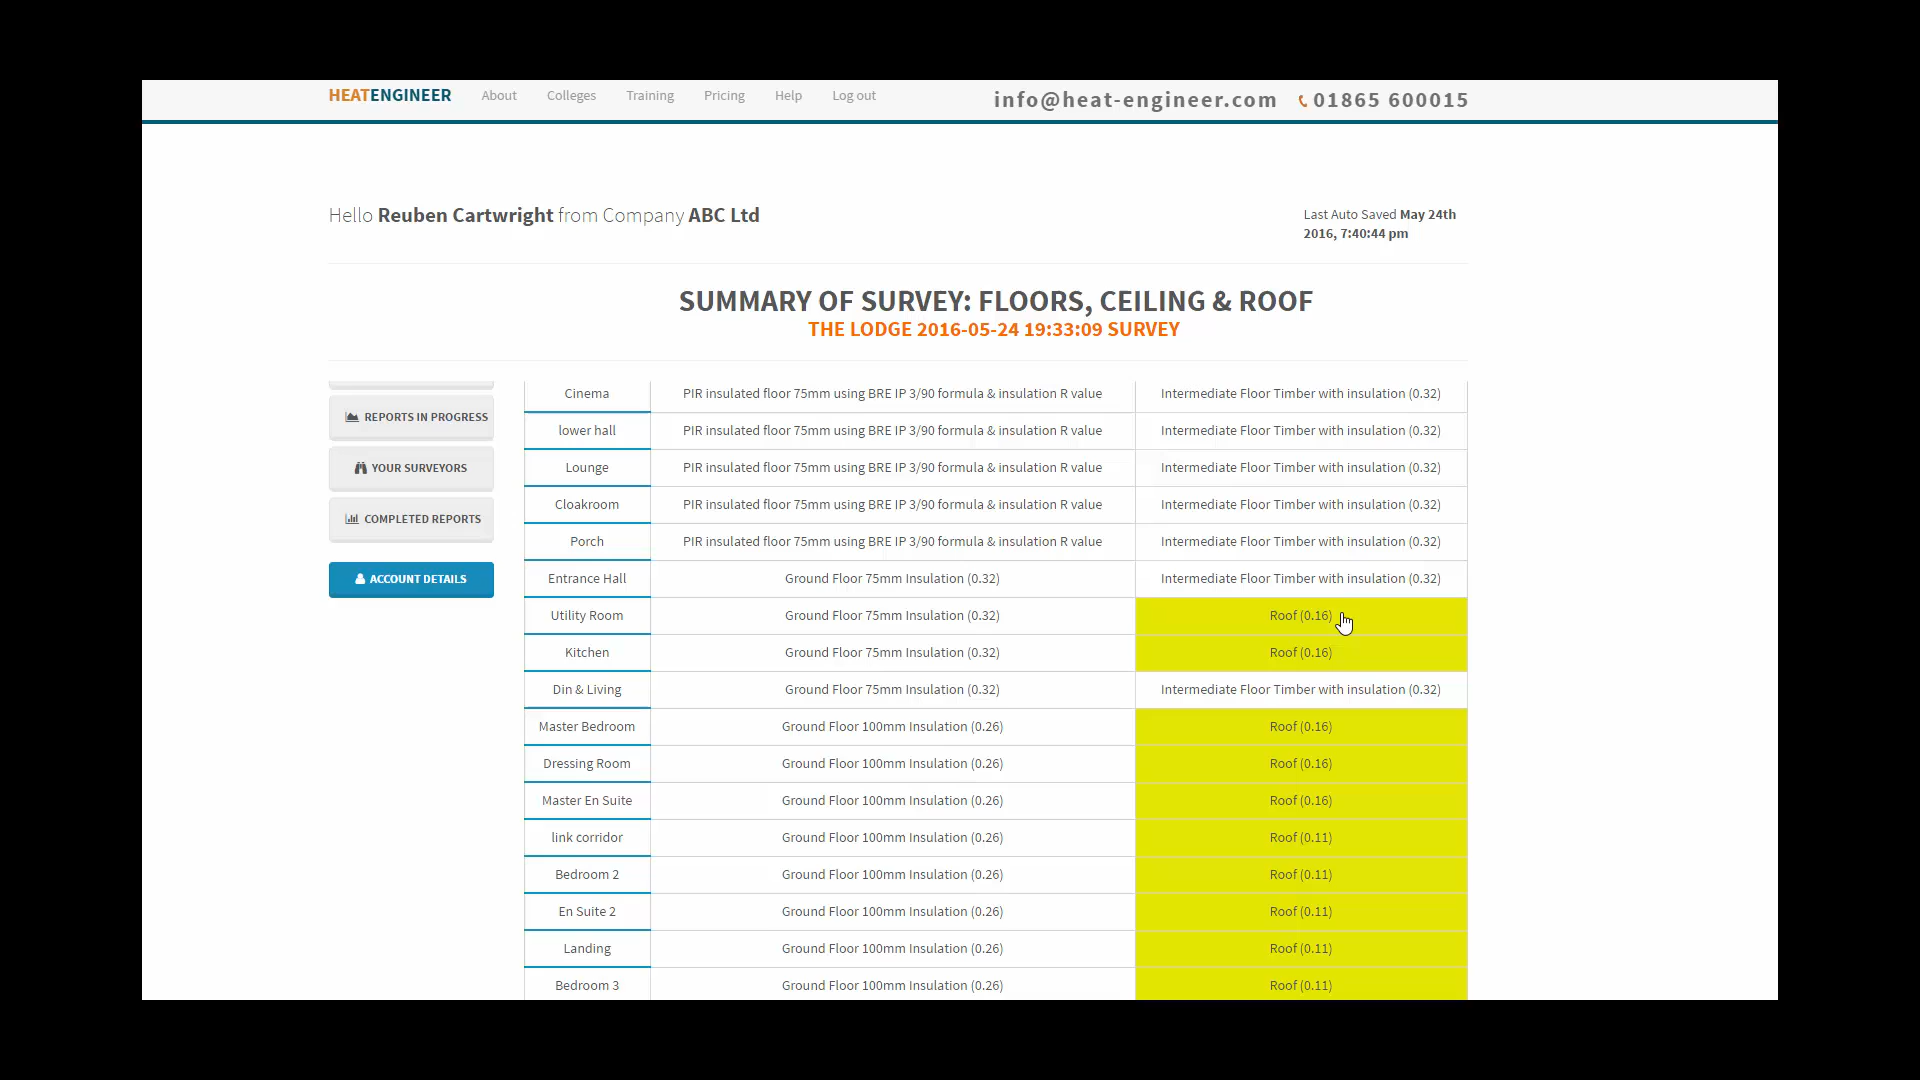 HEATENGINEER About Colleges Training Pricing Help Log out info@heat-engineer.com 01865 600015
Hello Reuben Cartwright from Company ABC Ltd
Last Auto Saved May 24th
2016, 7:40:44 pm
SUMMARY OF SURVEY: FLOORS, CEILING & ROOF
THE LODGE 2016-05-24 19:33:09 SURVEY
REPORTS IN PROGRESS
YOUR SURVEYORS
COMPLETED REPORTS
ACCOUNT DETAILS
Cinema PIR insulated floor 75mm using BRE IP 3/90 formula & insulation R value Intermediate Floor Timber with insulation (0.32)
lower hall PIR insulated floor 75mm using BRE IP 3/90 formula & insulation R value Intermediate Floor Timber with insulation (0.32)
Lounge PIR insulated floor 75mm using BRE IP 3/90 formula & insulation R value Intermediate Floor Timber with insulation (0.32)
Cloakroom PIR insulated floor 75mm using BRE IP 3/90 formula & insulation R value Intermediate Floor Timber with insulation (0.32)
Porch PIR insulated floor 75mm using BRE IP 3/90 formula & insulation R value Intermediate Floor Timber with insulation (0.32)
Entrance Hall Ground Floor 75mm Insulation (0.32) Intermediate Floor Timber with insulation (0.32)
Utility Room Ground Floor 75mm Insulation (0.32) Roof (0.16)
Kitchen Ground Floor 75mm Insulation (0.32) Roof (0.16)
Din & Living Ground Floor 75mm Insulation (0.32) Intermediate Floor Timber with insulation (0.32)
Master Bedroom Ground Floor 100mm Insulation (0.26) Roof (0.16)
Dressing Room Ground Floor 100mm Insulation (0.26) Roof (0.16)
Master En Suite Ground Floor 100mm Insulation (0.26) Roof (0.16)
link corridor Ground Floor 100mm Insulation (0.26) Roof (0.11)
Bedroom 2 Ground Floor 100mm Insulation (0.26) Roof (0.11)
En Suite 2 Ground Floor 100mm Insulation (0.26) Roof (0.11)
Landing Ground Floor 100mm Insulation (0.26) Roof (0.11)
Bedroom 3 Ground Floor 100mm Insulation (0.26) Roof (0.11)